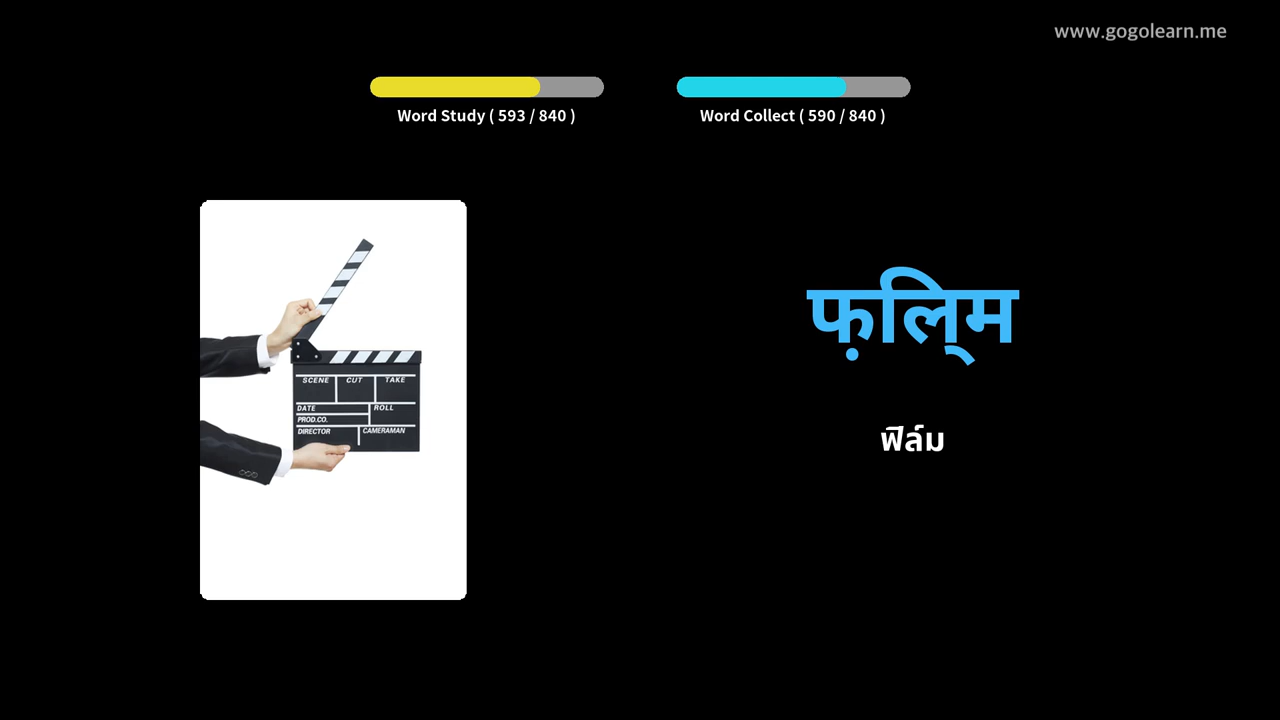 www.gogolearn.me
Word Study ( 593 / 840 )
Word Collect ( 590 / 840 )
SCENE CUT TAKE
DATE ROLL
PROD.CO.
DIRECTOR CAMERAMAN
फ़लि्म
ฟิล์ม